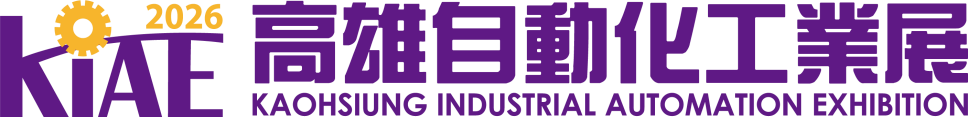 2026
KIAE
高雄自動化工業展
KAOHSIUNG INDUSTRIAL AUTOMATION EXHIBITION